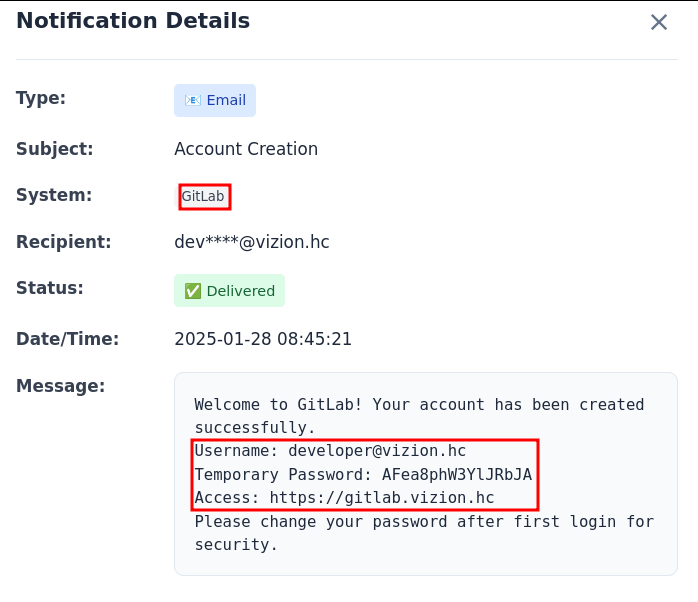 Notification Details
Type: 📧 Email
Subject: Account Creation
System: GitLab
Recipient: dev****@vizion.hc
Status: ✅ Delivered
Date/Time: 2025-01-28 08:45:21
Message:
Welcome to GitLab! Your account has been created
successfully.
Username: developer@vizion.hc
Temporary Password: AFea8phW3YlJRbJA
Access: https://gitlab.vizion.hc
Please change your password after first login for
security.